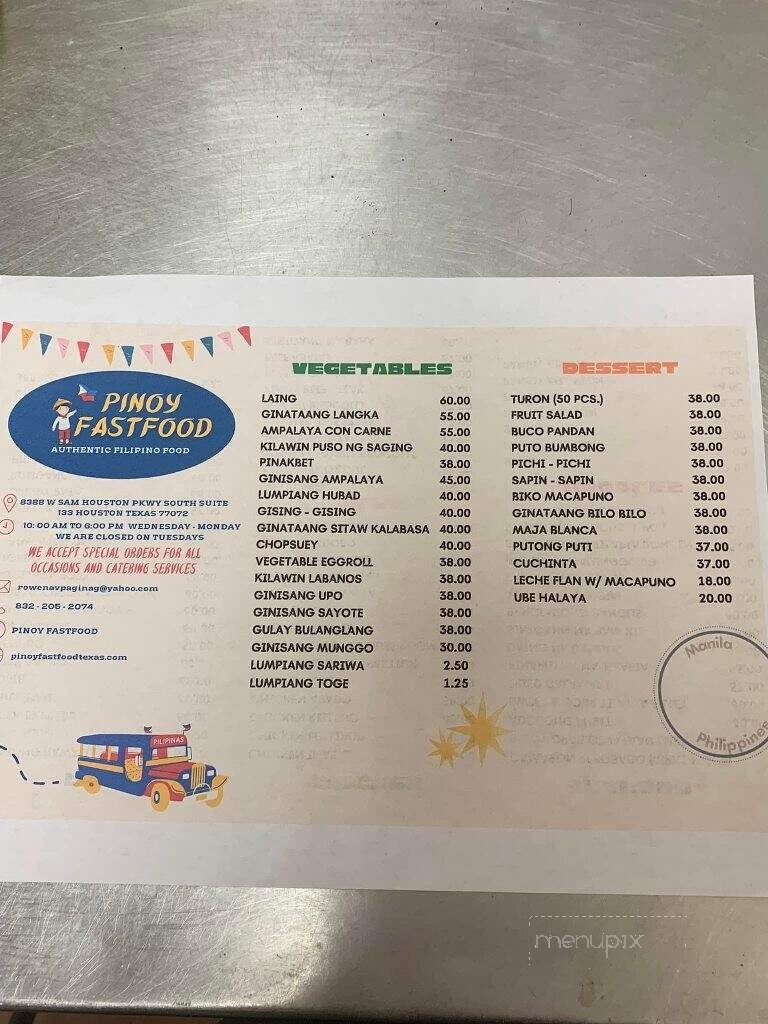 PINOY
FASTFOOD
AUTHENTIC FILIPINO FOOD
8388 W SAM HOUSTON PKWY SOUTH SUITE
133 HOUSTON TEXAS 77072
10: 00 AM TO 6:00 PM WEDNESDAY - MONDAY
WE ARE CLOSED ON TUESDAYS
WE ACCEPT SPECIAL ORDERS FOR ALL
OCCASIONS AND CATERING SERVICES
rowenavpaginag@yahoo.com
832 - 205 - 2074
PINOY FASTFOOD
pinoyfastfoodtexas.com
PILIPINAS
VEGETABLES
LAING 60.00
GINATAANG LANGKA 55.00
AMPALAYA CON CARNE 55.00
KILAWIN PUSO NG SAGING 40.00
PINAKBET 38.00
GINISANG AMPALAYA 45.00
LUMPIANG HUBAD 40.00
GISING - GISING 40.00
GINATAANG SITAW KALABASA 40.00
CHOPSUEY 40.00
VEGETABLE EGGROLL 38.00
KILAWIN LABANOS 38.00
GINISANG UPO 38.00
GINISANG SAYOTE 38.00
GULAY BULANGLANG 38.00
GINISANG MUNGGO 30.00
LUMPIANG SARIWA 2.50
LUMPIANG TOGE 1.25
DESSERT
TURON (50 PCS.) 38.00
FRUIT SALAD 38.00
BUCO PANDAN 38.00
PUTO BUMBONG 38.00
PICHI - PICHI 38.00
SAPIN - SAPIN 38.00
BIKO MACAPUNO 38.00
GINATAANG BILO BILO 38.00
MAJA BLANCA 38.00
PUTONG PUTI 37.00
CUCHINTA 37.00
LECHE FLAN W/ MACAPUNO 18.00
UBE HALAYA 20.00
Manila
Philippines
menupix